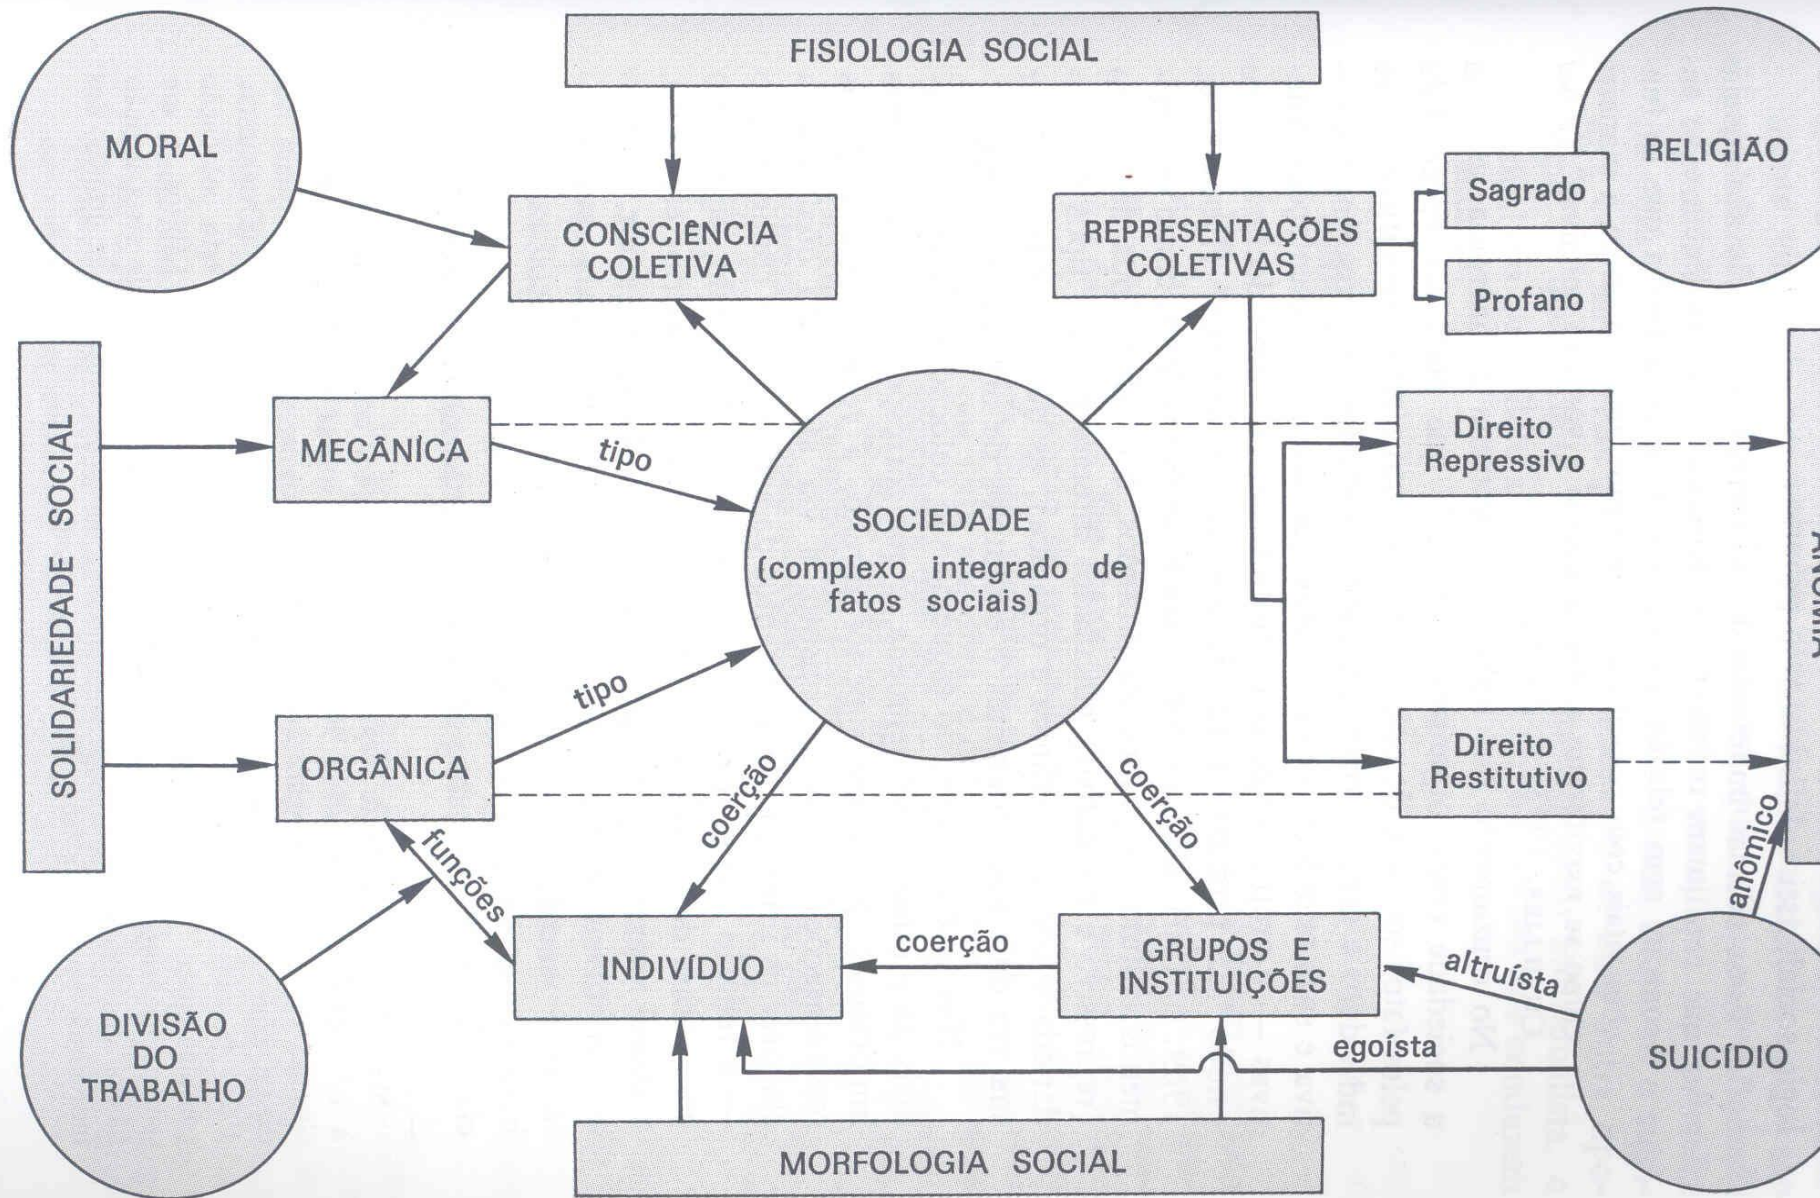 FISIOLOGIA SOCIAL
MORAL
RELIGIÃO
Sagrado
CONSCIÊNCIA
COLETIVA
REPRESENTAÇÕES
COLETIVAS
Profano
SOLIDARIEDADE SOCIAL
MECÂNICA
tipo
Direito
Repressivo
SOCIEDADE
(complexo integrado de
fatos sociais)
ANOMIA
tipo
ORGÂNICA
Direito
Restitutivo
coerção
coerção
funções
anômico
INDIVÍDUO
coerção
GRUPOS E
INSTITUIÇÕES
altruísta
egoísta
DIVISÃO
DO
TRABALHO
SUICÍDIO
MORFOLOGIA SOCIAL